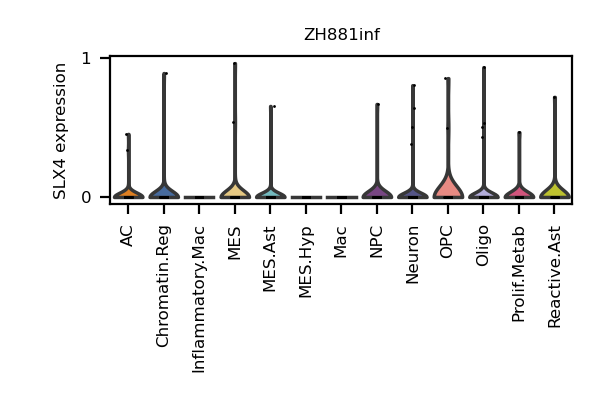 ZH881inf
SLX4 expression
1
0
AC
Chromatin.Reg
Inflammatory.Mac
MES
MES.Ast
MES.Hyp
Mac
NPC
Neuron
OPC
Oligo
Prolif.Metab
Reactive.Ast